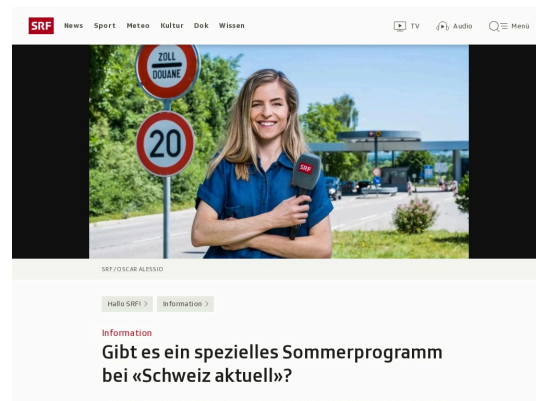 SRF News Sport Meteo Kultur Dok Wissen TV Audio Menü
ZOLL
DOUANE
20
SRF
SRF / OSCAR ALESSIO
Hallo SRF! Information
Information
Gibt es ein spezielles Sommerprogramm
bei «Schweiz aktuell»?